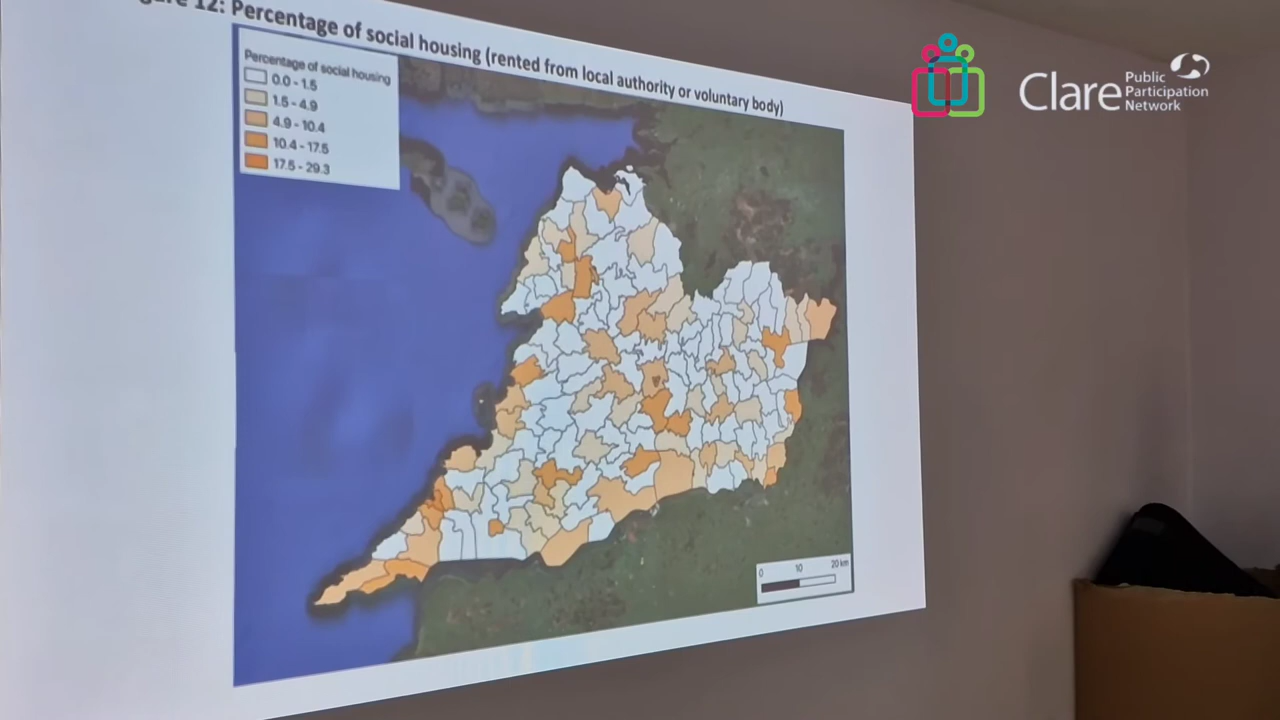 12: Percentage of social housing (rented from local authority or voluntary body)
Percentage of social housing
0.0 - 1.5
1.5 - 4.9
4.9 - 10.4
10.4 - 17.5
17.5 - 29.3
0 10 20 km
Clare Public
Participation
Network